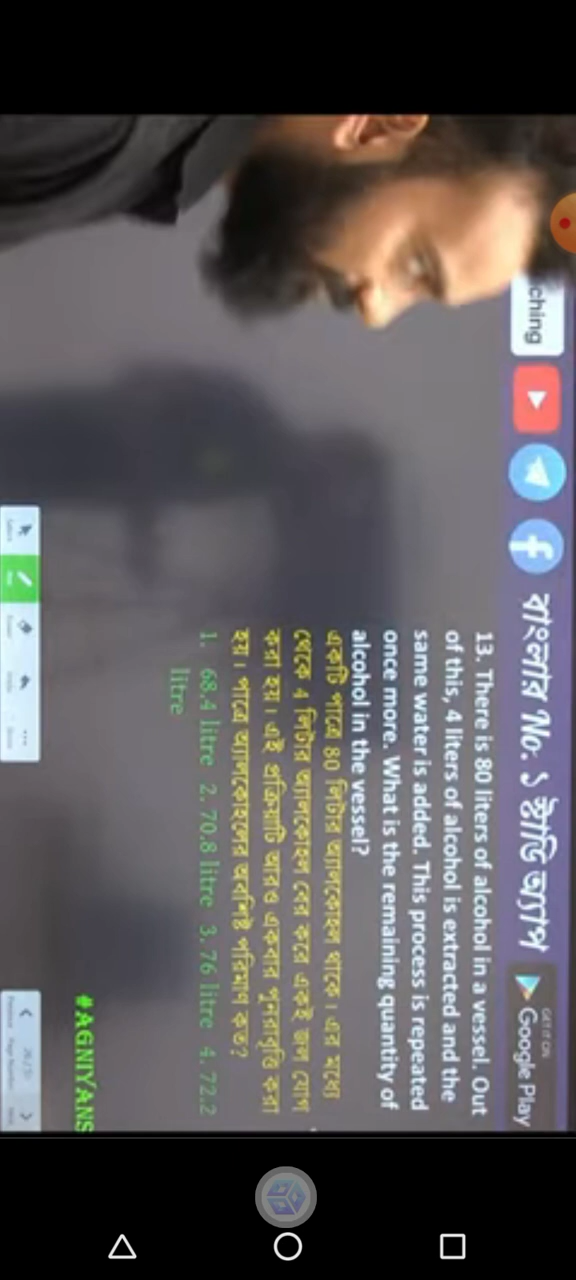 ching
বাংলার No. ১ স্টাডি অ্যাপ
GET IT ON
Google Play
13. There is 80 liters of alcohol in a vessel. Out
of this, 4 liters of alcohol is extracted and the
same water is added. This process is repeated
once more. What is the remaining quantity of
alcohol in the vessel?
একটি পাত্রে 80 লিটার অ্যালকোহল থাকে। এর মধ্যে
থেকে 4 লিটার অ্যালকোহল বের করে একই জল যোগ
করা হয়। এই প্রক্রিয়াটি আরও একবার পুনরাবৃত্তি করা
হয়। পাত্রে অ্যালকোহলের অবশিষ্ট পরিমাণ কত?
1. 68.4 litre 2. 70.8 litre 3. 76 litre 4. 72.2
litre
#AGNIYANS
Select